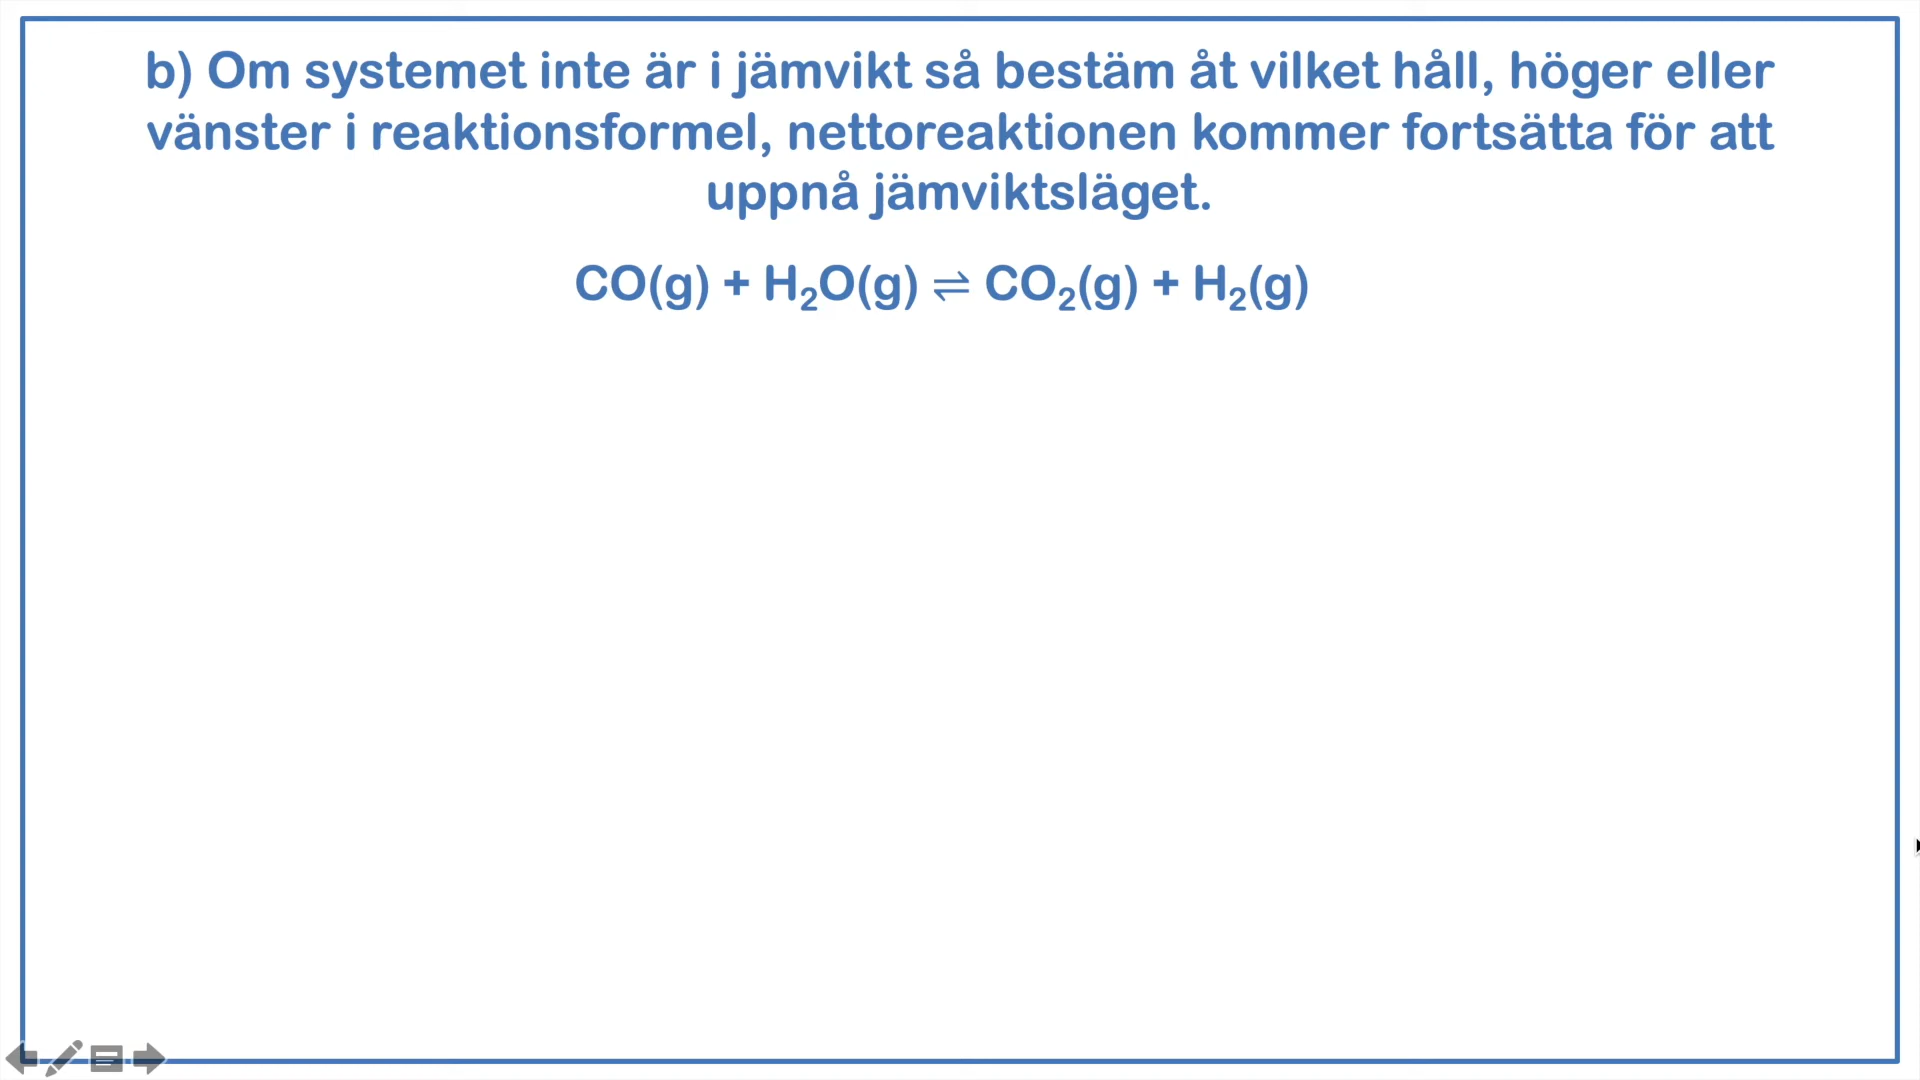 b) Om systemet inte är i jämvikt så bestäm åt vilket håll, höger eller
vänster i reaktionsformel, nettoreaktionen kommer fortsätta för att
uppnå jämviktsläget.
CO(g) + H₂O(g) ⇌ CO₂(g) + H₂(g)